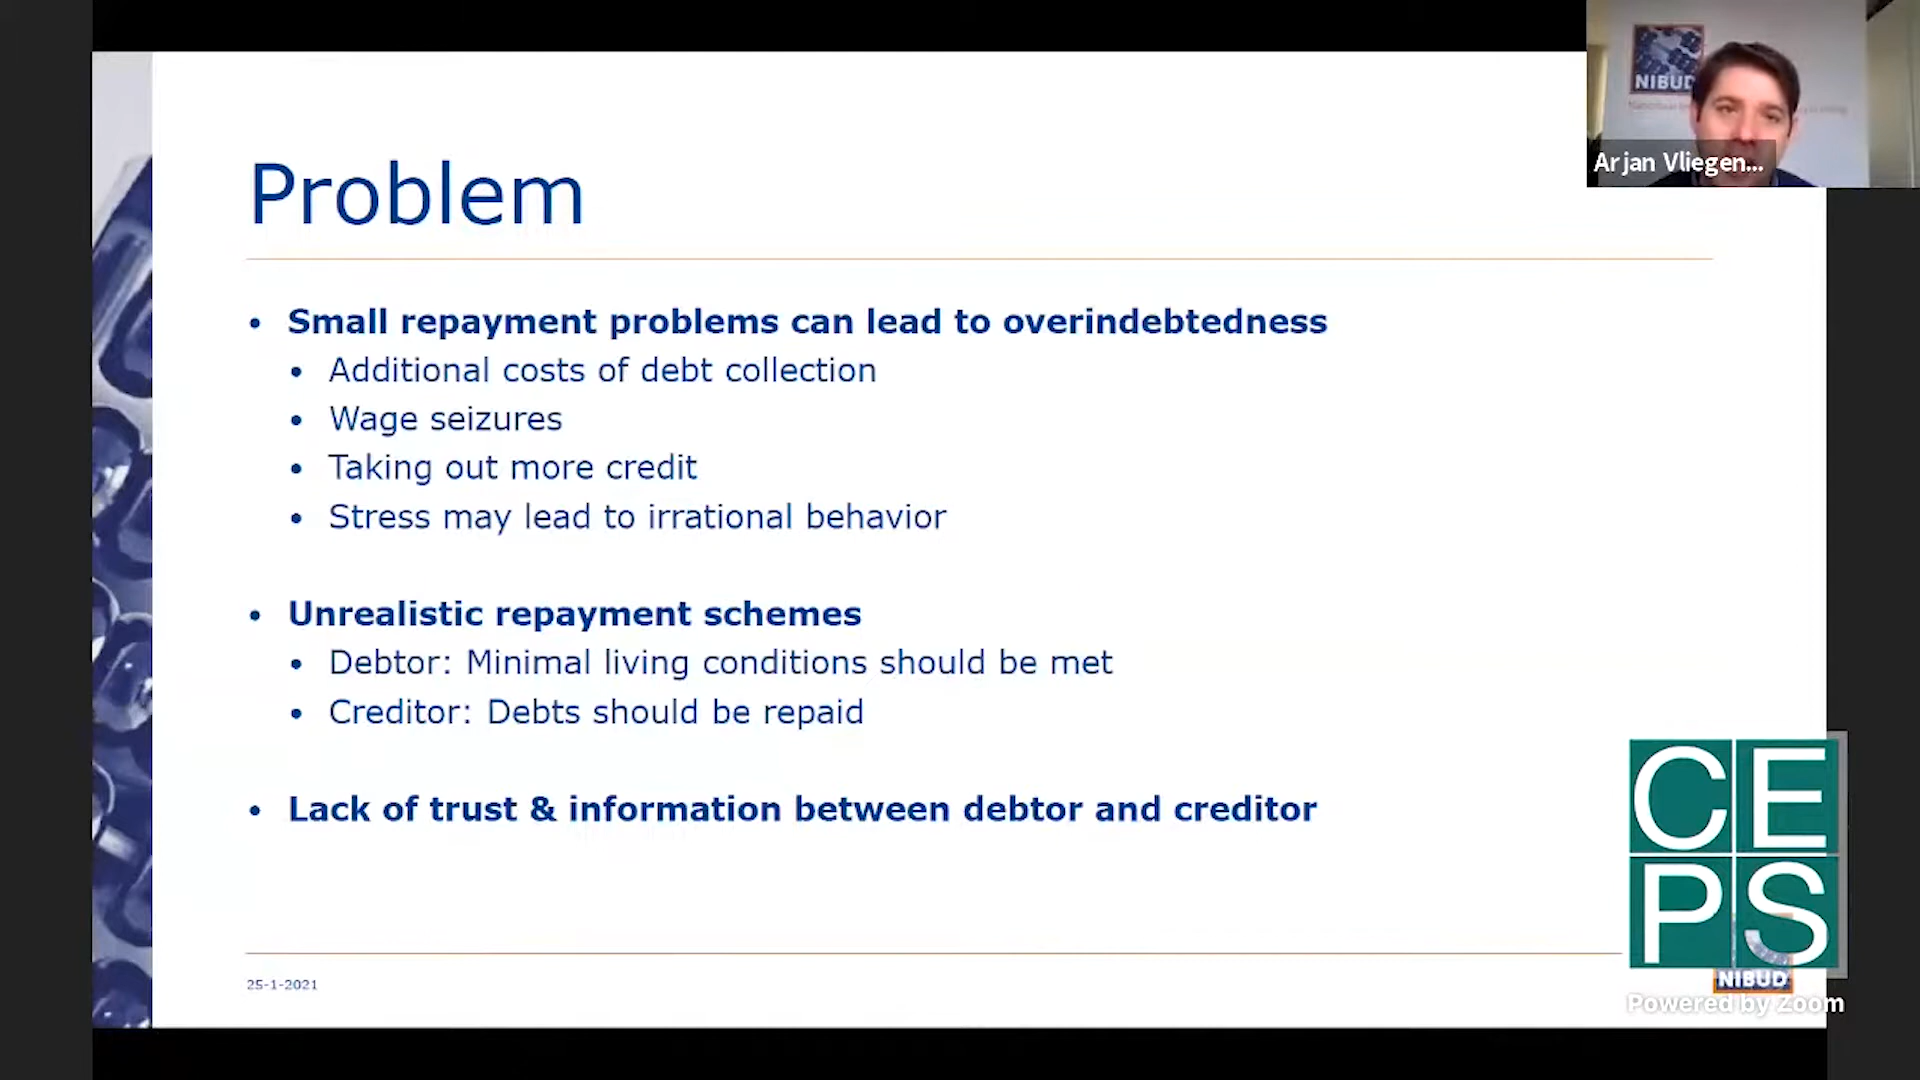 NIBUD
Arjan Vliegen...
Problem
• Small repayment problems can lead to overindebtedness
• Additional costs of debt collection
• Wage seizures
• Taking out more credit
• Stress may lead to irrational behavior
• Unrealistic repayment schemes
• Debtor: Minimal living conditions should be met
• Creditor: Debts should be repaid
• Lack of trust & information between debtor and creditor
CE
PS
25-1-2021
NIBUD
Powered by Zoom